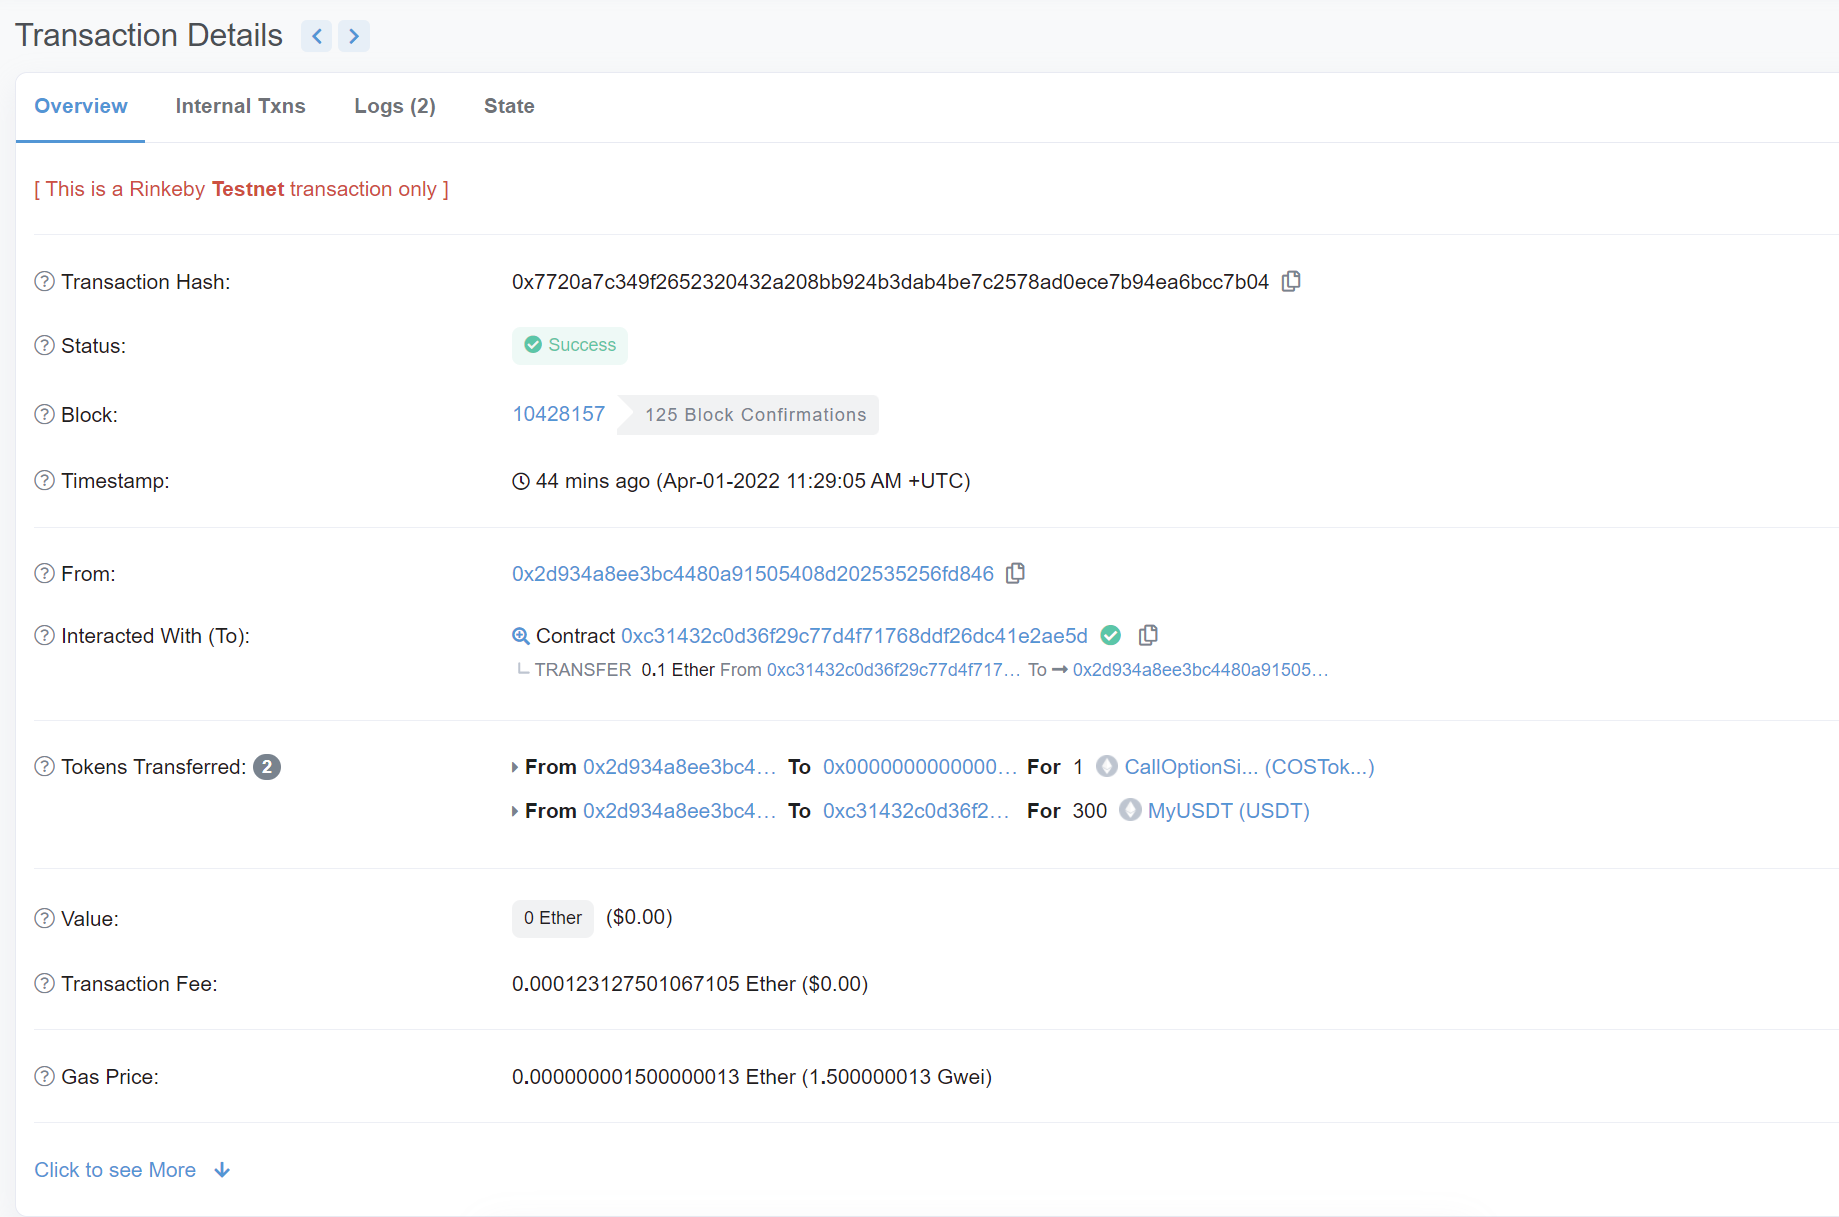 Transaction Details
Overview Internal Txns Logs (2) State
[ This is a Rinkeby Testnet transaction only ]
Transaction Hash: 0x7720a7c349f2652320432a208bb924b3dab4be7c2578ad0ece7b94ea6bcc7b04
Status: Success
Block: 10428157 125 Block Confirmations
Timestamp: 44 mins ago (Apr-01-2022 11:29:05 AM +UTC)
From: 0x2d934a8ee3bc4480a91505408d202535256fd846
Interacted With (To): Contract 0xc31432c0d36f29c77d4f71768ddf26dc41e2ae5d
TRANSFER 0.1 Ether From 0xc31432c0d36f29c77d4f717... To 0x2d934a8ee3bc4480a91505...
Tokens Transferred: 2 From 0x2d934a8ee3bc4... To 0x0000000000000... For 1 CallOptionSi... (COSTok...)
From 0x2d934a8ee3bc4... To 0xc31432c0d36f2... For 300 MyUSDT (USDT)
Value: 0 Ether ($0.00)
Transaction Fee: 0.000123127501067105 Ether ($0.00)
Gas Price: 0.000000001500000013 Ether (1.500000013 Gwei)
Click to see More